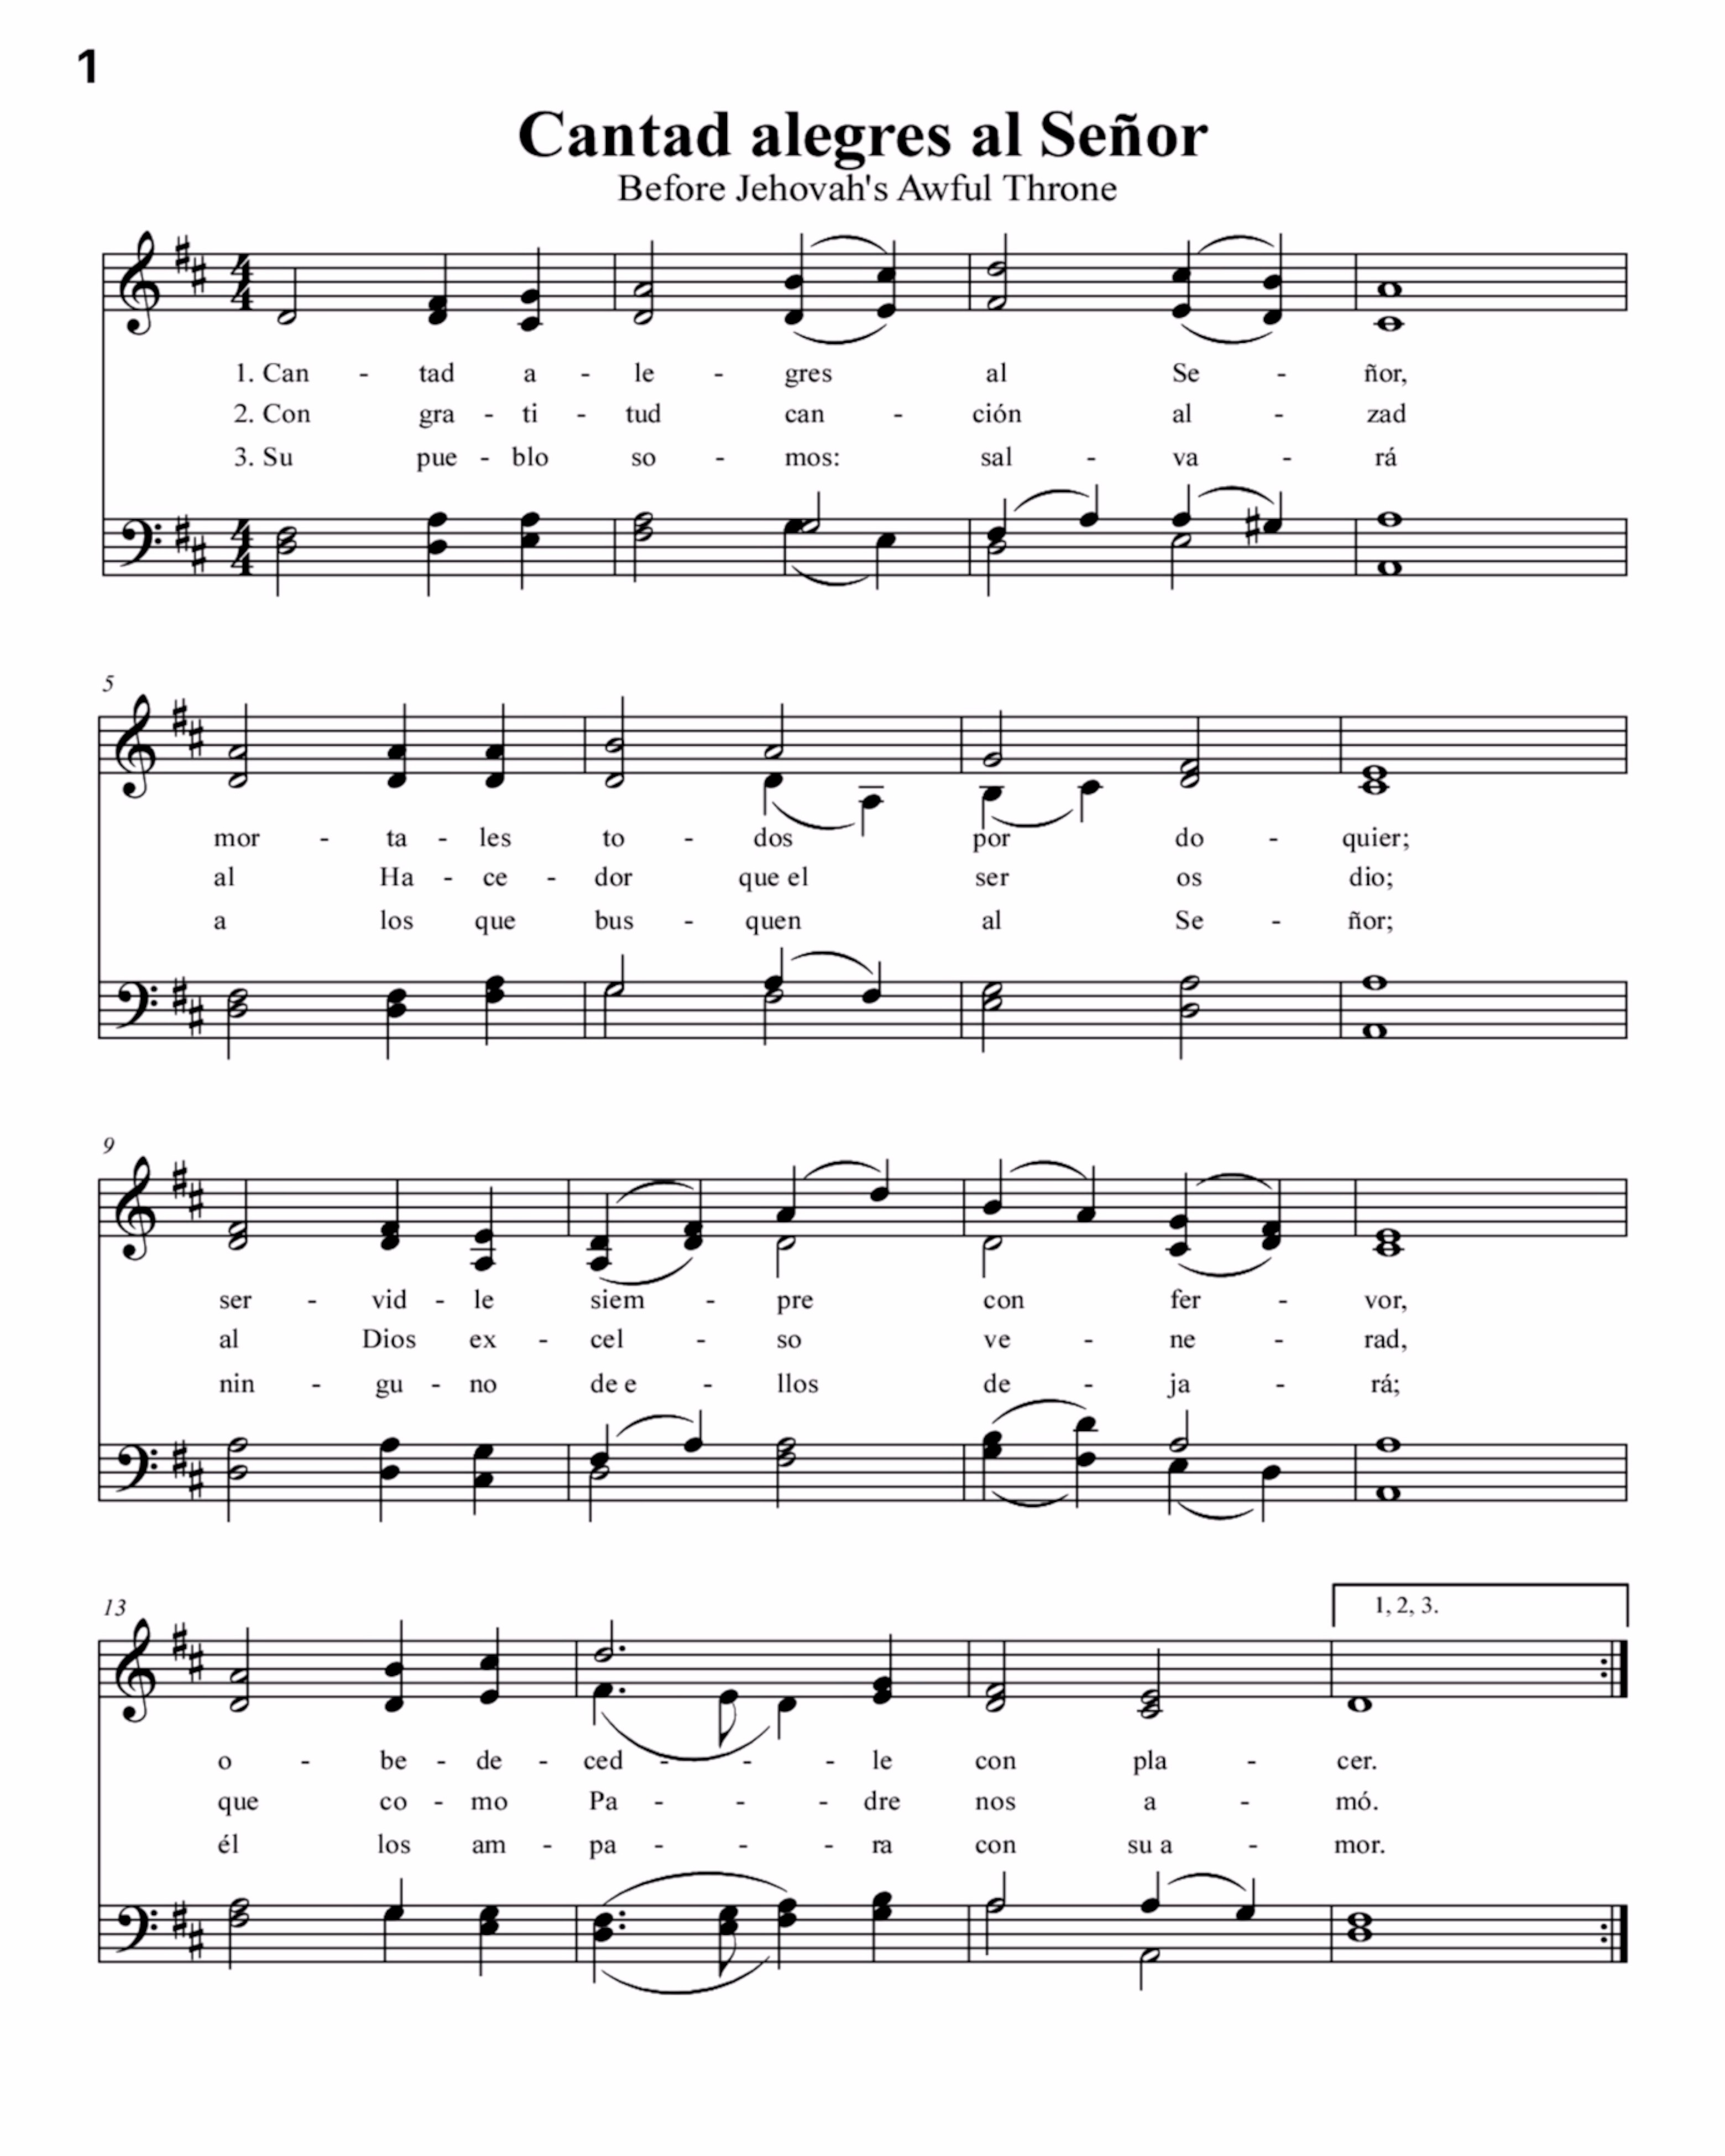 1
Cantad alegres al Señor
Before Jehovah's Awful Throne
1. Can - tad a - le - gres al Se - ñor,
2. Con gra - ti - tud can - ción al - zad
3. Su pue - blo so - mos: sal - va - rá
5
mor - ta - les to - dos por do - quier;
al Ha - ce - dor que el ser os dio;
a los que bus - quen al Se - ñor;
9
ser - vid - le siem - pre con fer - vor,
al Dios ex - cel - so ve - ne - rad,
nin - gu - no de e - llos de - ja - rá;
13
1, 2, 3.
o - be - de - ced - - - le con pla - cer.
que co - mo Pa - - - dre nos a - mó.
él los am - pa - - - ra con su a - mor.